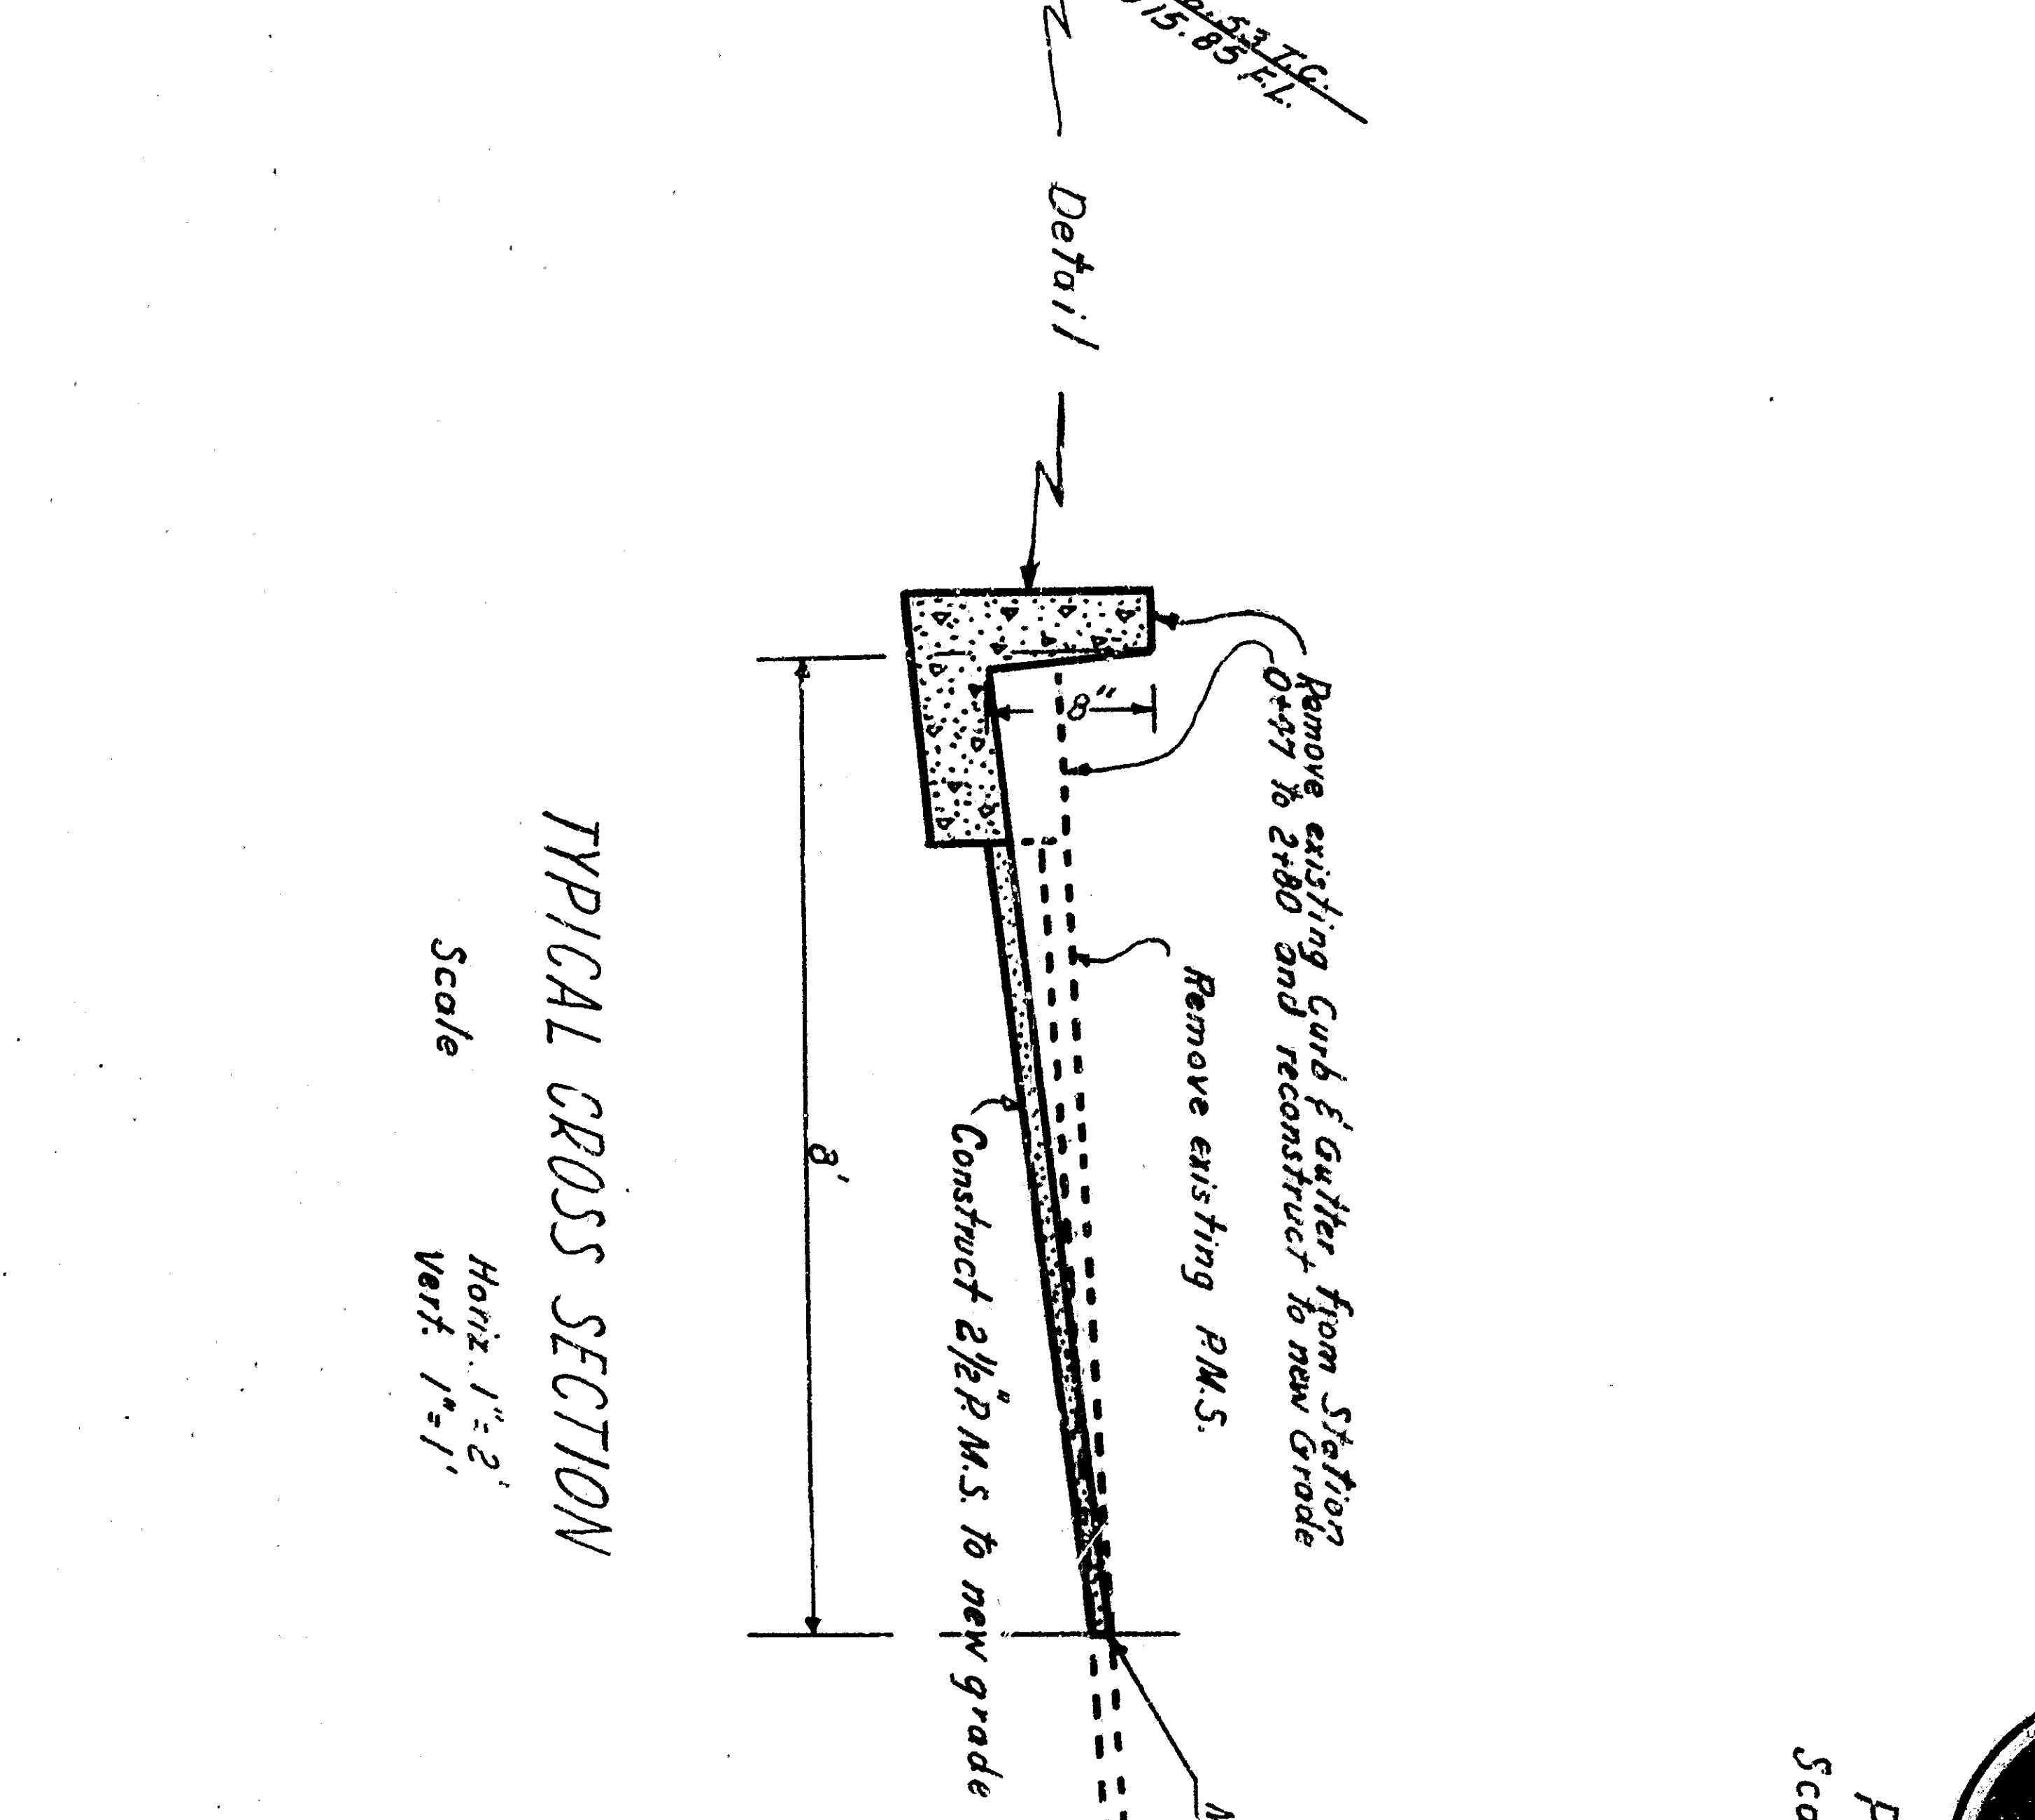 15.85 F.V.
Detail
Remove existing Curb & Gutter, from Station
0+47 to 2+80 and reconstruct to new Grade
8"
Remove existing P.M.S.
Construct 2½" P.M.S. to new grade
8'
TYPICAL CROSS SECTION
Scale
Horiz. 1"=2'
Vert. 1"=1'